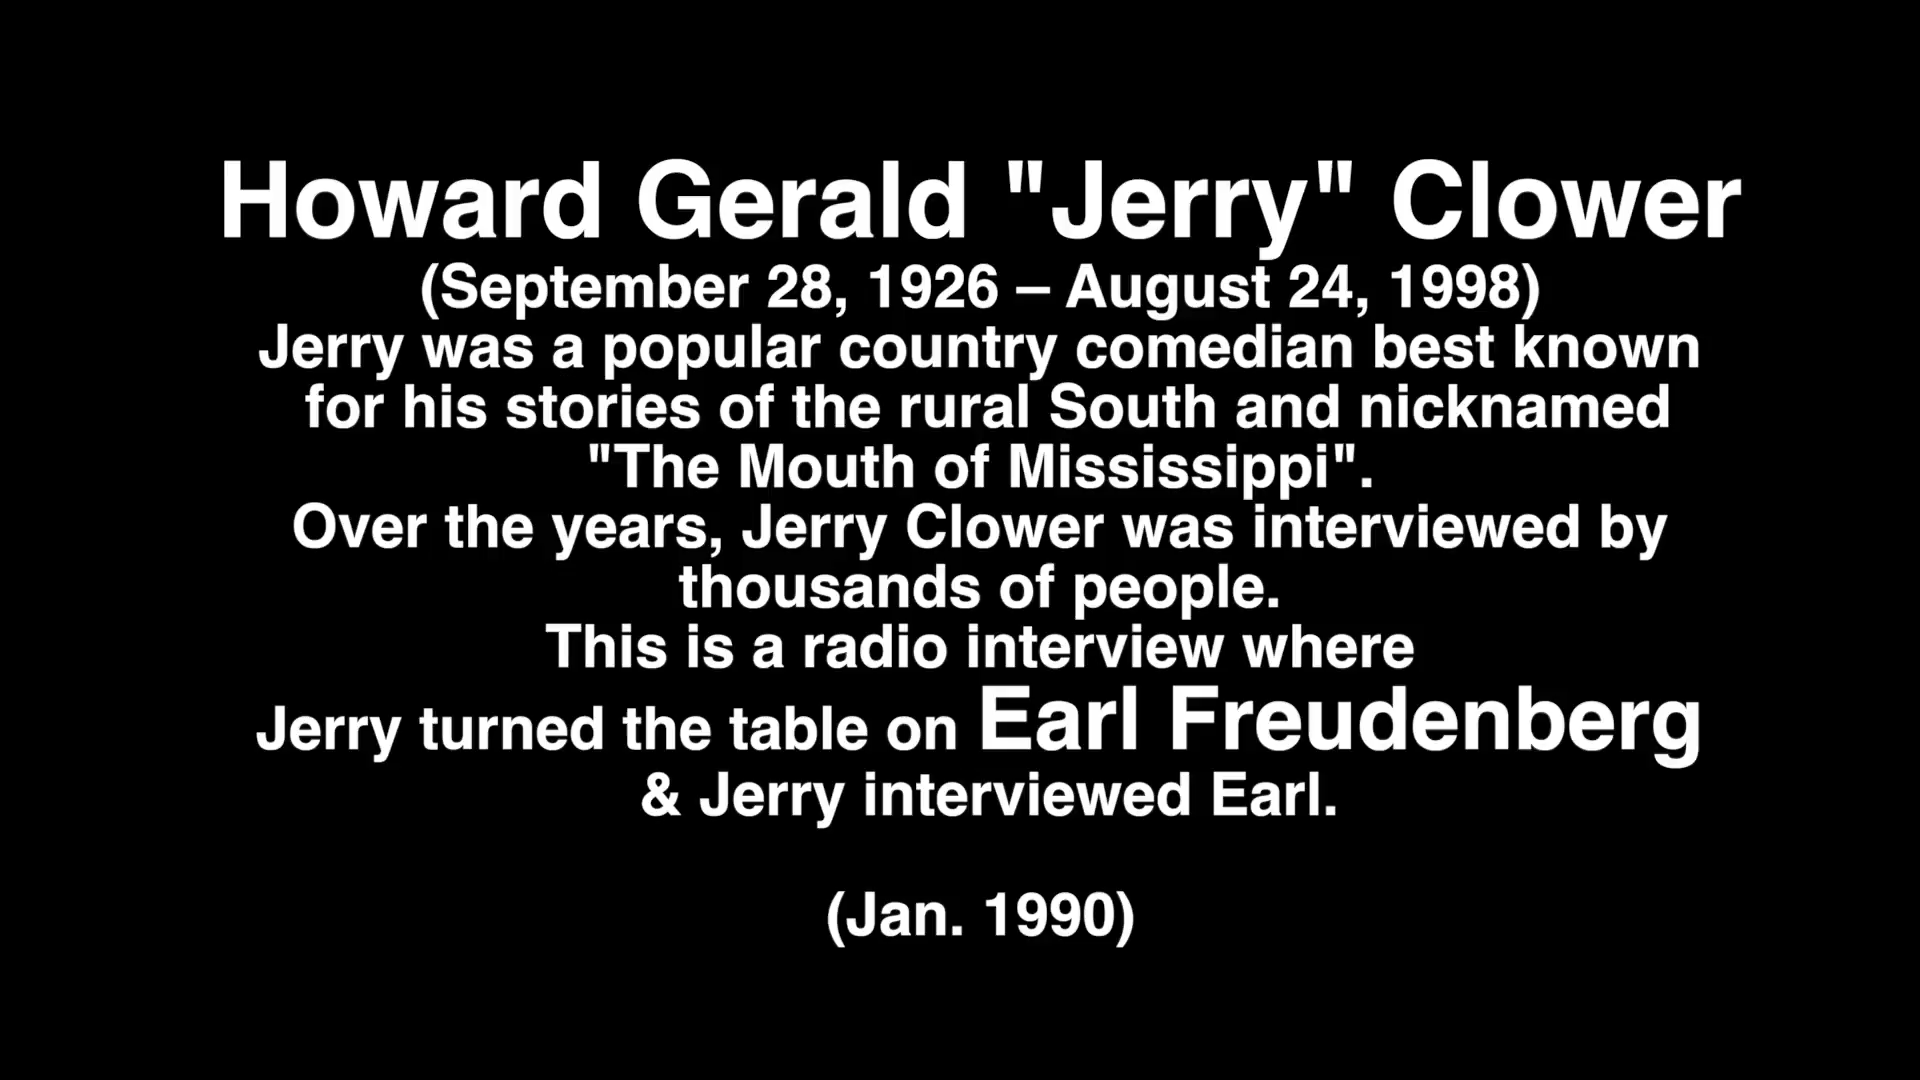 Howard Gerald "Jerry" Clower
(September 28, 1926 – August 24, 1998)
Jerry was a popular country comedian best known
for his stories of the rural South and nicknamed
"The Mouth of Mississippi".
Over the years, Jerry Clower was interviewed by
thousands of people.
This is a radio interview where
Jerry turned the table on Earl Freudenberg
& Jerry interviewed Earl.
(Jan. 1990)